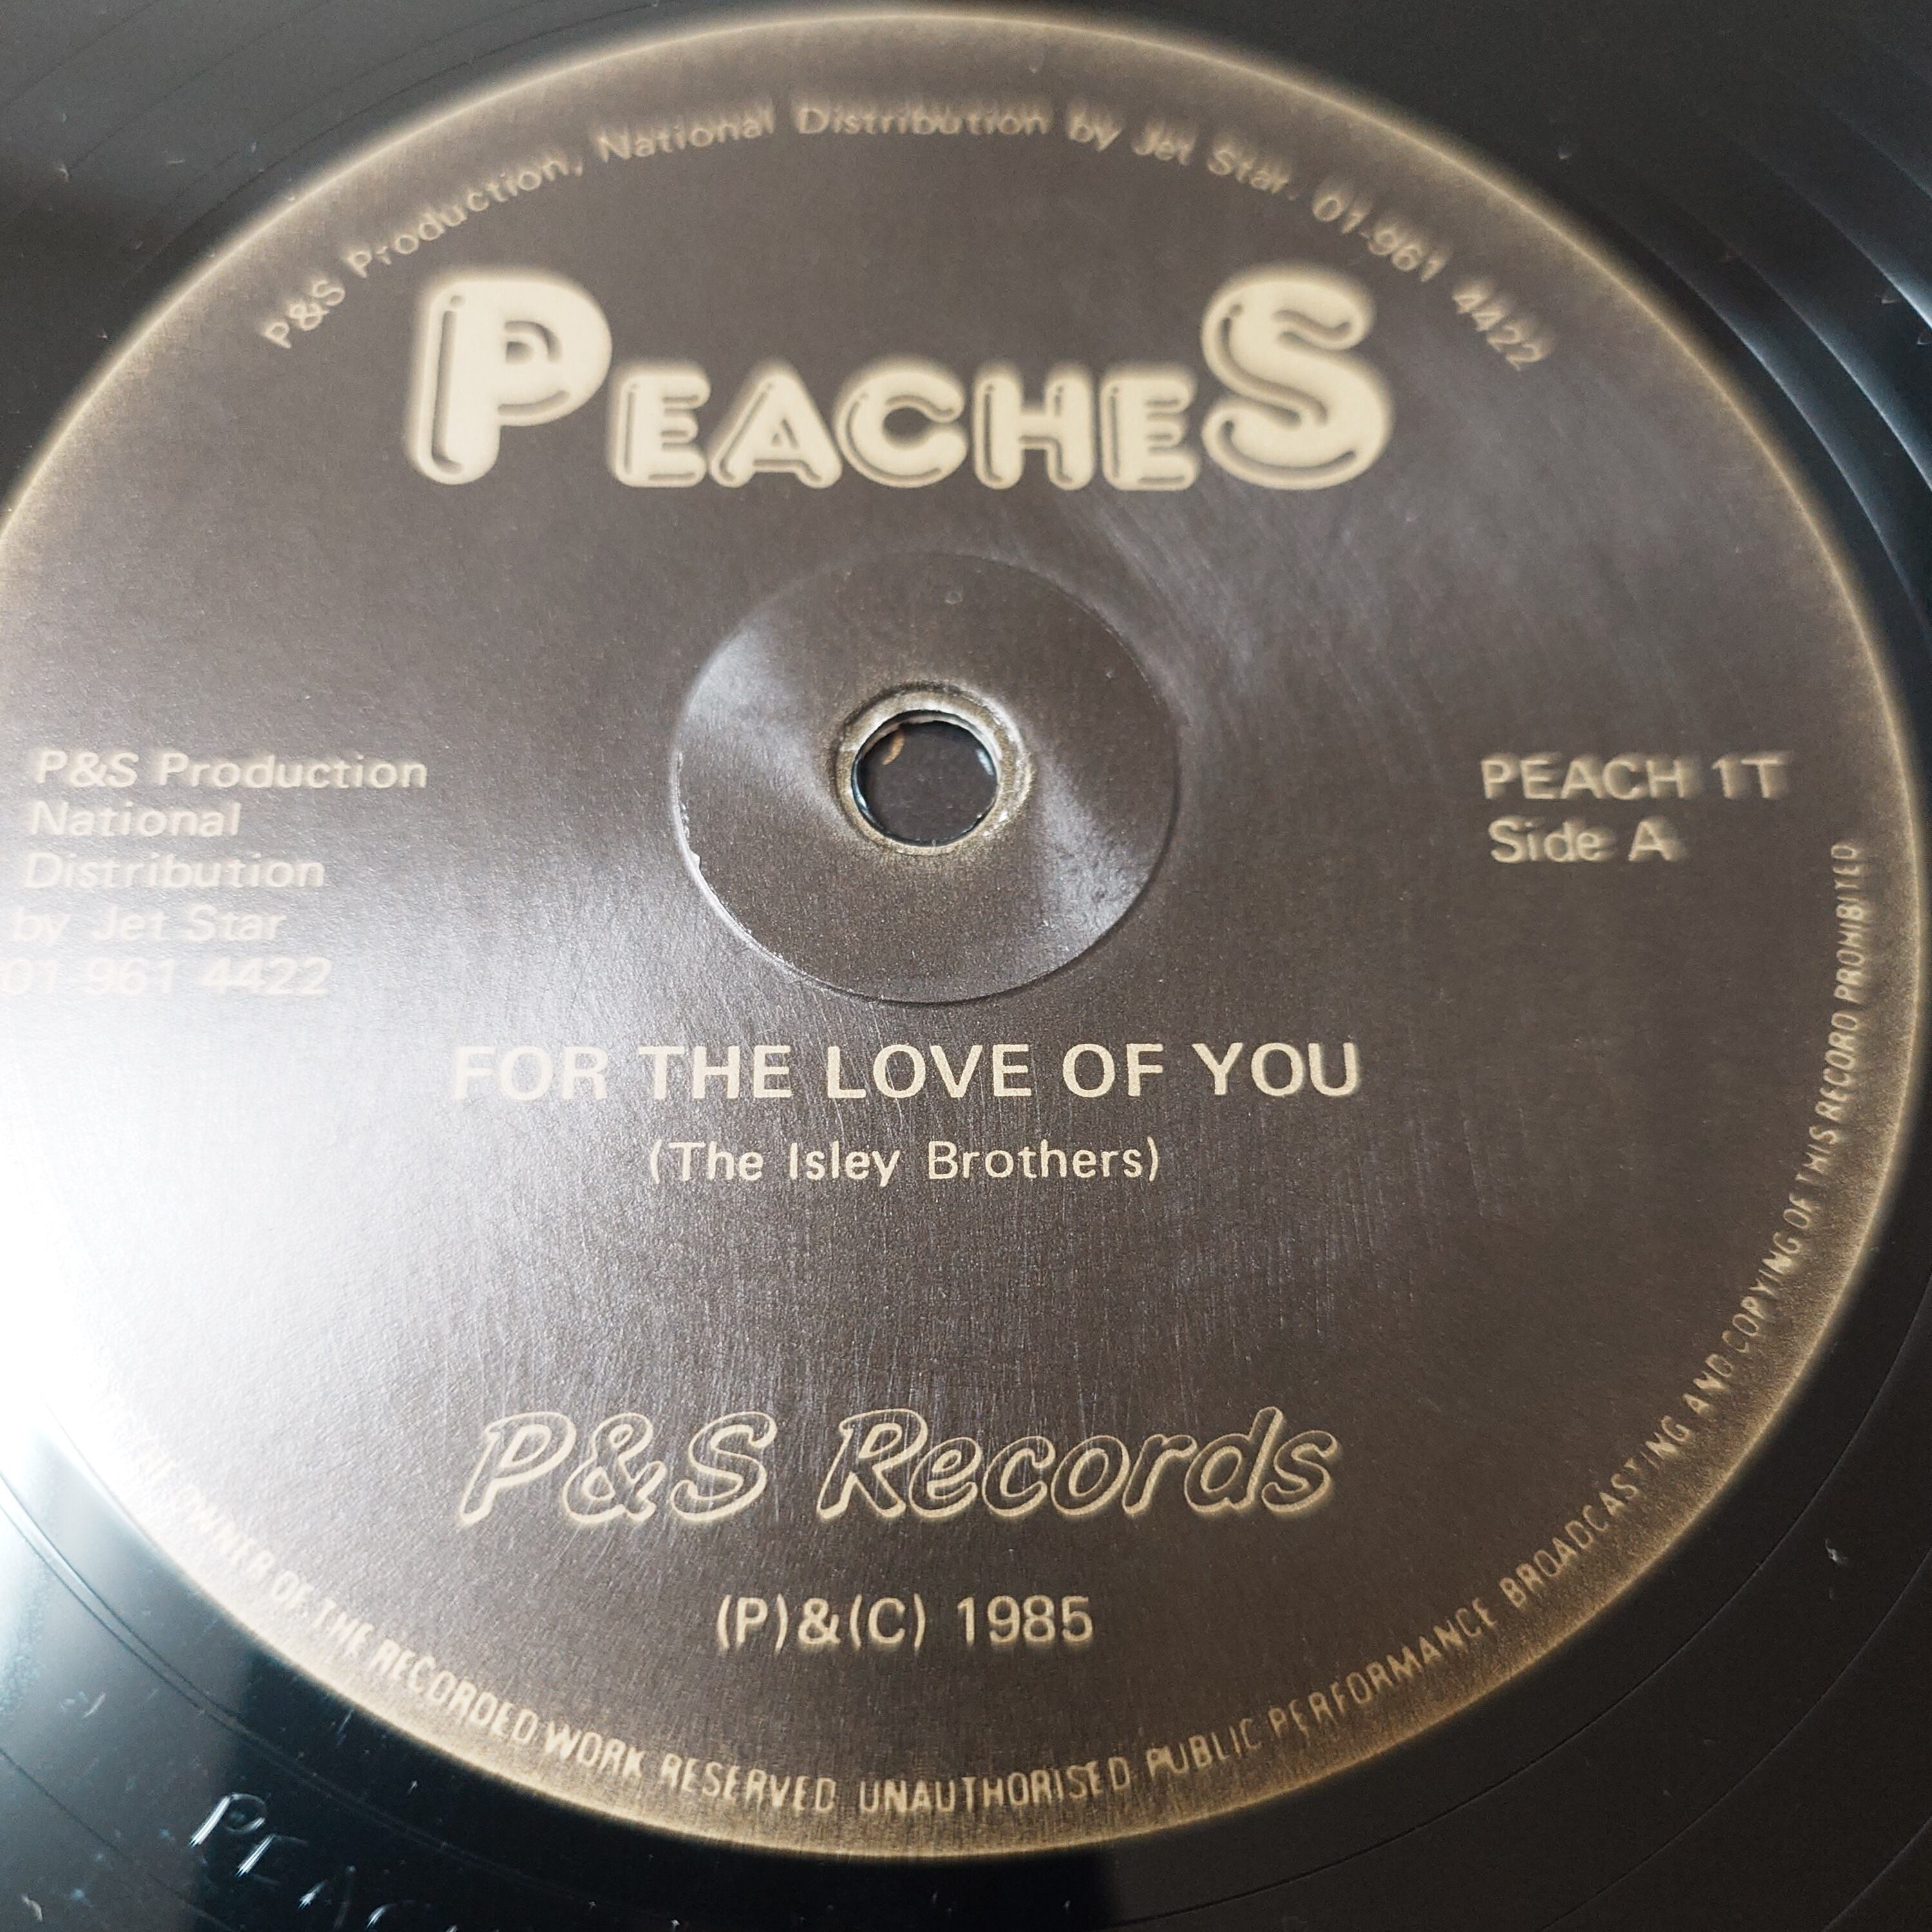 P&S Production, National Distribution by Jet Star. 01-961 4422
PEACHES
P&S Production
National
Distribution
by Jet Star
01-961 4422
PEACH 1T
Side A
FOR THE LOVE OF YOU
(The Isley Brothers)
P&S Records
(P)&(C) 1985
OWNER OF THE RECORDED WORK RESERVED UNAUTHORISED PUBLIC PERFORMANCE BROADCASTING AND COPYING OF THIS RECORD PROHIBITED